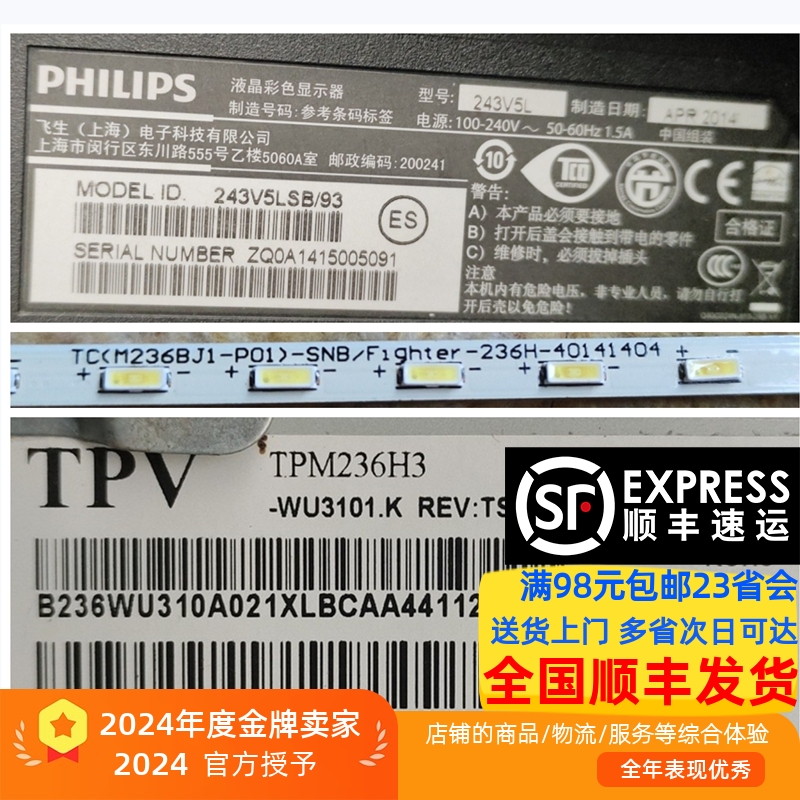 PHILIPS
液晶彩色显示器
制造号码:参考条码标签
型号:
243V5L
制造日期:
APR 2014
电源:100-240V~ 50-60Hz 1.5A
中国组装
飞生（上海）电子科技有限公司
上海市闵行区东川路555号乙楼5060A室 邮政编码:200241
MODEL ID. 243V5LSB/93
SERIAL NUMBER ZQ0A1415005091
ES
10
TCO
CERTIFIED
CE
合格证
警告:
A）本产品必须要接地
B）打开后盖会接触到带电的零件
C）维修时，必须拔掉插头
注意
本机内有危险电压，非专业人员，请勿自行打
开后壳以免危险!
TC(M236BJ1-P01)-SNB/Fighter-236H-40141404
+ - + - + - + - + -
TPV
TPM236H3
-WU3101.K REV:TS
B236WU310A021XLBCAA44112
SF
EXPRESS
顺丰速运
满98元包邮23省会
送货上门 多省次日可达
全国顺丰发货
2024年度金牌卖家
2024 官方授予
店铺的商品/物流/服务等综合体验
全年表现优秀